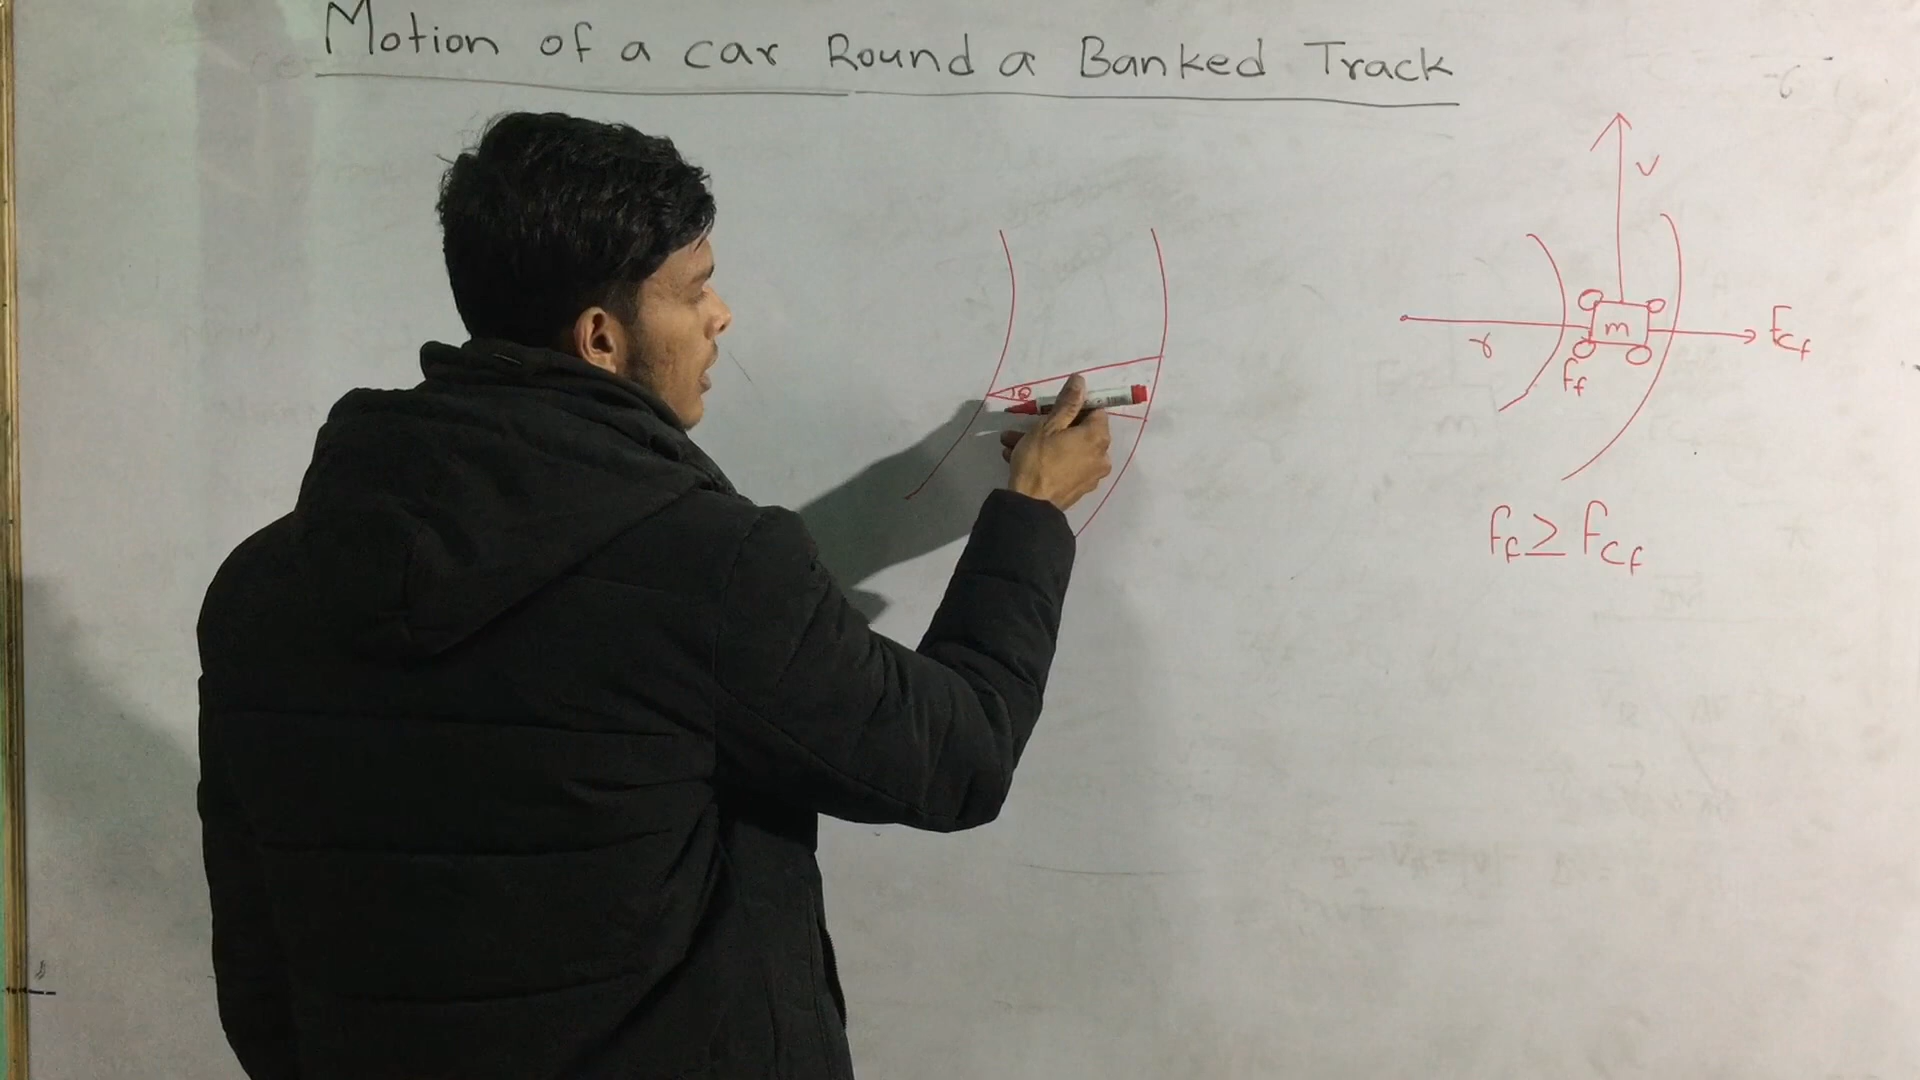 Motion of a car Round a Banked Track
V
m
r
Fcf
Ff
θ
Ff ≥ Fcf